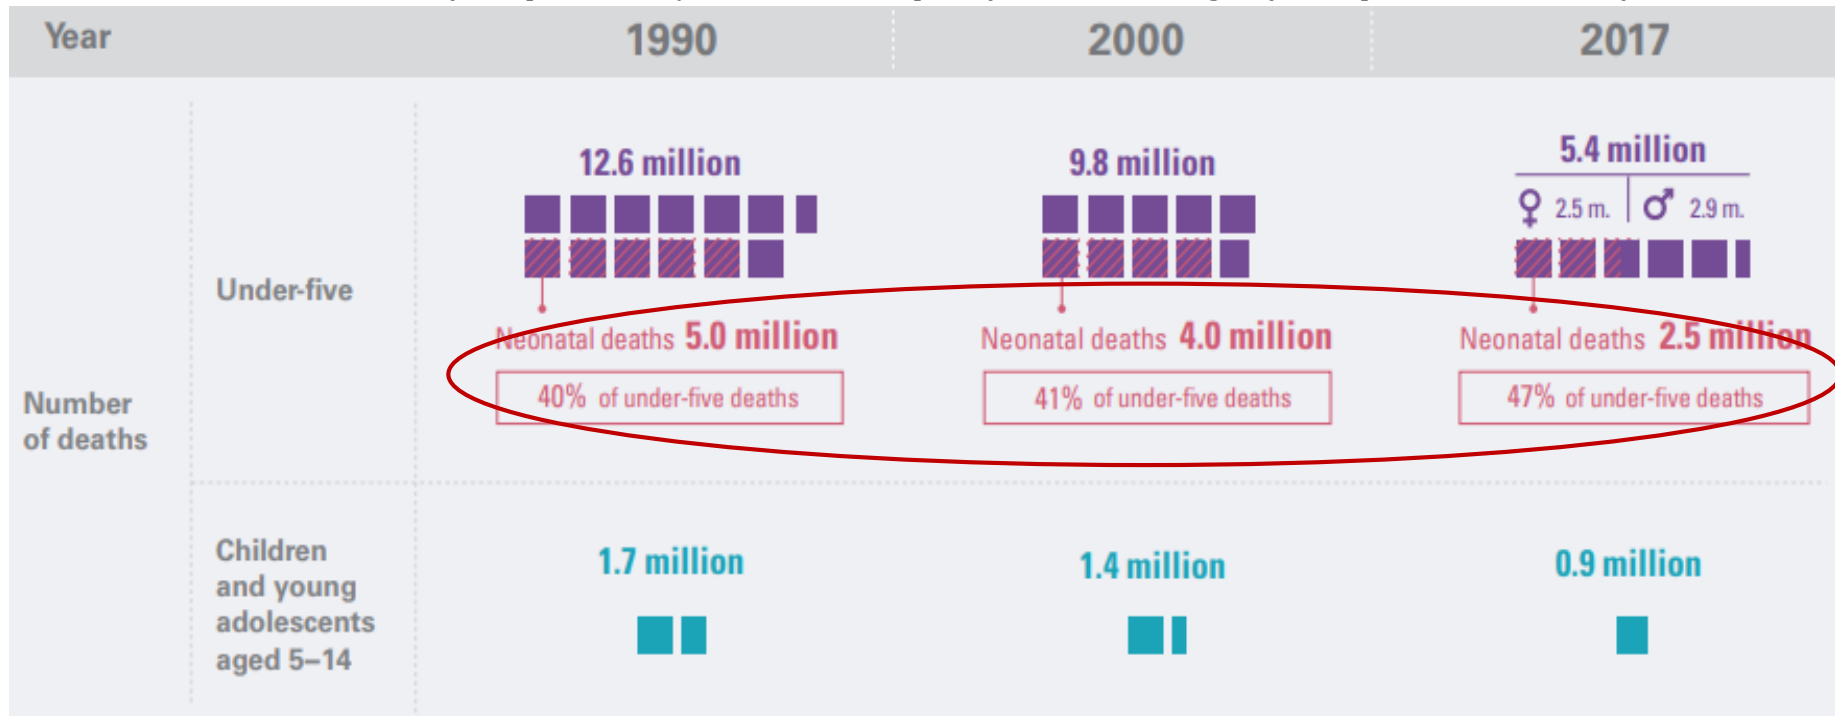 Year 1990 2000 2017
Number
of deaths
Under-five
12.6 million
9.8 million
5.4 million
♀ 2.5 m. ♂ 2.9 m.
Neonatal deaths 5.0 million
40% of under-five deaths
Neonatal deaths 4.0 million
41% of under-five deaths
Neonatal deaths 2.5 million
47% of under-five deaths
Children
and young
adolescents
aged 5–14
1.7 million
1.4 million
0.9 million